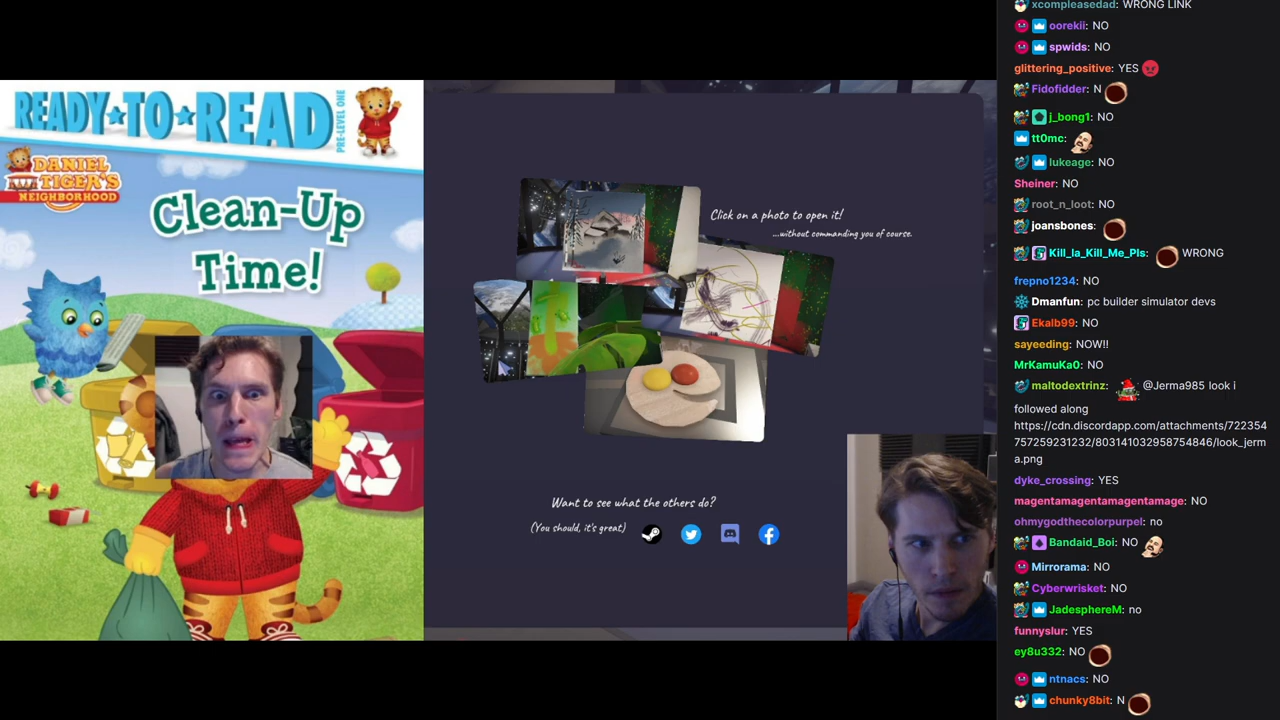 READY★TO★READ
PRE-LEVEL ONE
DANIEL
TIGER'S
NEIGHBORHOOD
Clean-Up
Time!
Click on a photo to open it!
...without commanding you of course.
Want to see what the others do?
(You should, it's great)
xcompleasedad: WRONG LINK
oorekii: NO
spwids: NO
glittering_positive: YES
Fidofidder: N
j_bong1: NO
tt0mc:
lukeage: NO
Sheiner: NO
root_n_loot: NO
joansbones:
Kill_la_Kill_Me_Pls: WRONG
frepno1234: NO
Dmanfun: pc builder simulator devs
Ekalb99: NO
sayeeding: NOW!!
MrKamuKa0: NO
maltodextrinz: @Jerma985 look i
followed along
https://cdn.discordapp.com/attachments/722354
757259231232/803141032958754846/look_jerm
a.png
dyke_crossing: YES
magentamagentamagentamage: NO
ohmygodthecolorpurpel: no
Bandaid_Boi: NO
Mirrorama: NO
Cyberwrisket: NO
JadesphereM: no
funnyslur: YES
ey8u332: NO
ntnacs: NO
chunky8bit: N